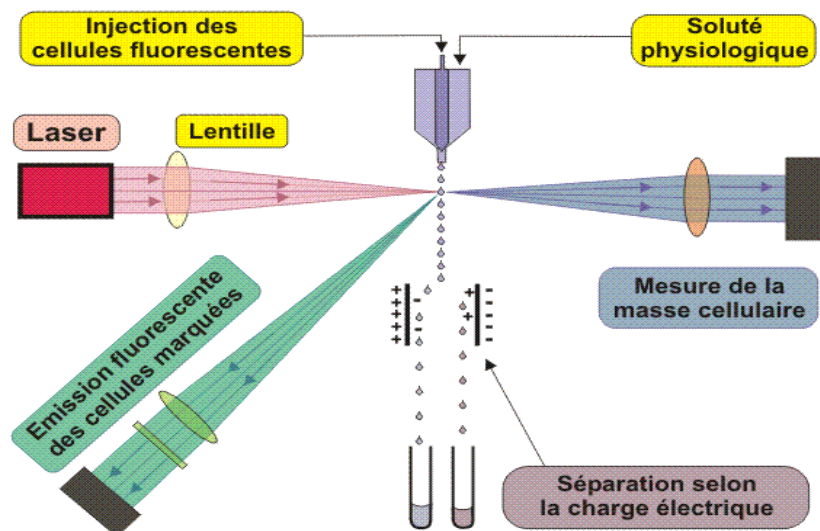 Injection des
cellules fluorescentes
Soluté
physiologique
Laser
Lentille
Mesure de la
masse cellulaire
Emission fluorescente
des cellules marquées
+
+
+
+
+
-
-
+
+
-
-
-
-
-
Séparation selon
la charge électrique